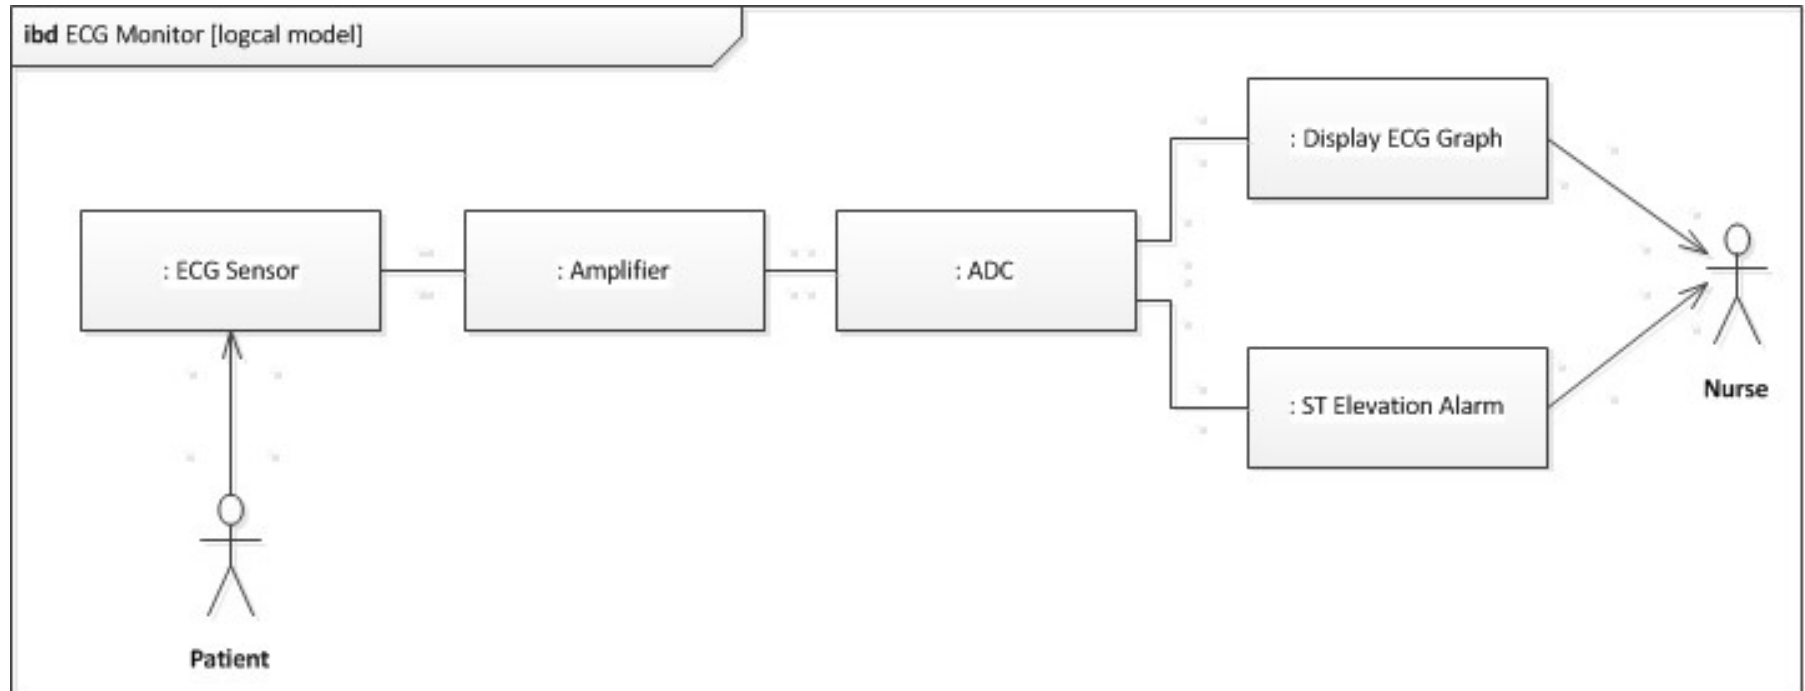 ibd ECG Monitor [logcal model]
: Display ECG Graph
: ECG Sensor
: Amplifier
: ADC
: ST Elevation Alarm
Nurse
Patient